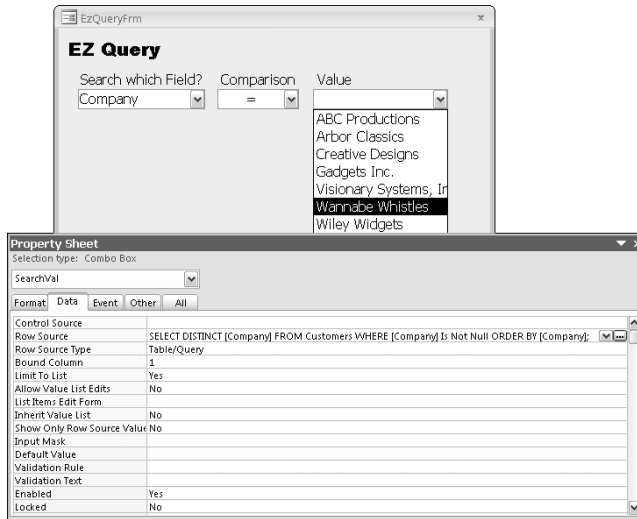 EzQueryFrm x
EZ Query
Search which Field? Comparison Value
Company =
ABC Productions
Arbor Classics
Creative Designs
Gadgets Inc.
Visionary Systems, Ir
Wannabe Whistles
Wiley Widgets
Property Sheet x
Selection type: Combo Box
SearchVal
Format Data Event Other All
Control Source
Row Source SELECT DISTINCT [Company] FROM Customers WHERE [Company] Is Not Null ORDER BY [Company]; ...
Row Source Type Table/Query
Bound Column 1
Limit To List Yes
Allow Value List Edits No
List Items Edit Form
Inherit Value List No
Show Only Row Source Value No
Input Mask
Default Value
Validation Rule
Validation Text
Enabled Yes
Locked No